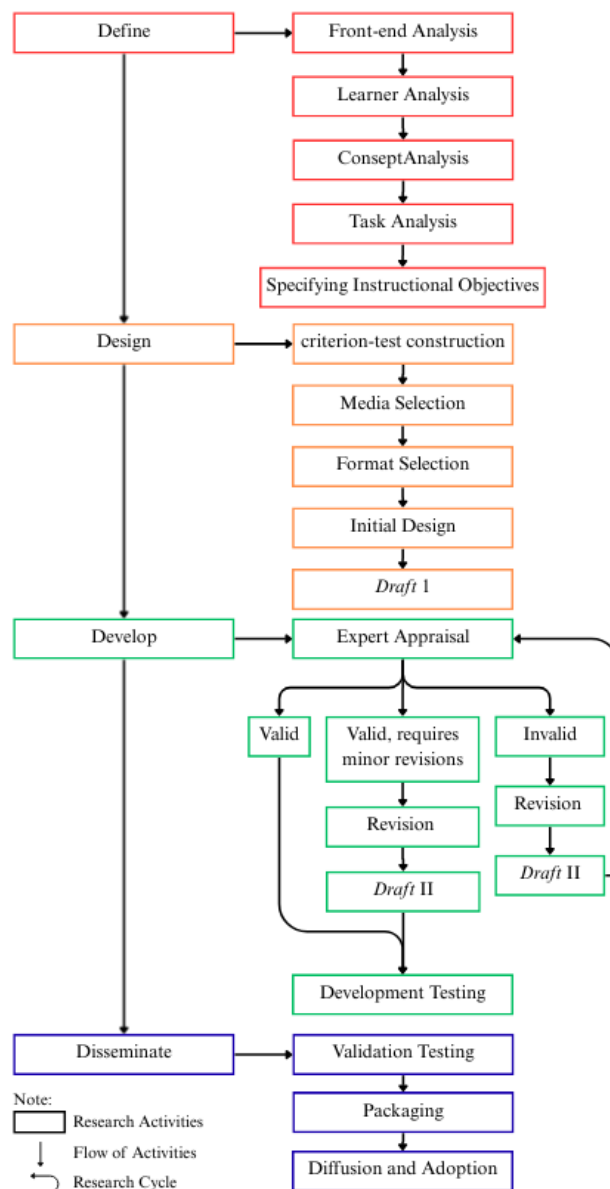 Define
Front-end Analysis
Learner Analysis
ConseptAnalysis
Task Analysis
Specifying Instructional Objectives
Design
criterion-test construction
Media Selection
Format Selection
Initial Design
Draft 1
Develop
Expert Appraisal
Valid
Valid, requires
minor revisions
Invalid
Revision
Revision
Draft II
Draft II
Development Testing
Disseminate
Validation Testing
Packaging
Diffusion and Adoption
Note:
Research Activities
Flow of Activities
Research Cycle